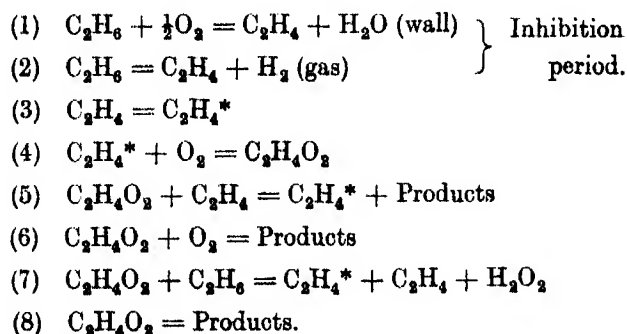 (1) C₂H₆ + ½O₂ = C₂H₄ + H₂O (wall) } Inhibition
(2) C₂H₆ = C₂H₄ + H₂ (gas) } period.
(3) C₂H₄ = C₂H₄*
(4) C₂H₄* + O₂ = C₂H₄O₂
(5) C₂H₄O₂ + C₂H₄ = C₂H₄* + Products
(6) C₂H₄O₂ + O₂ = Products
(7) C₂H₄O₂ + C₂H₆ = C₂H₄* + C₂H₄ + H₂O₂
(8) C₂H₄O₂ = Products.